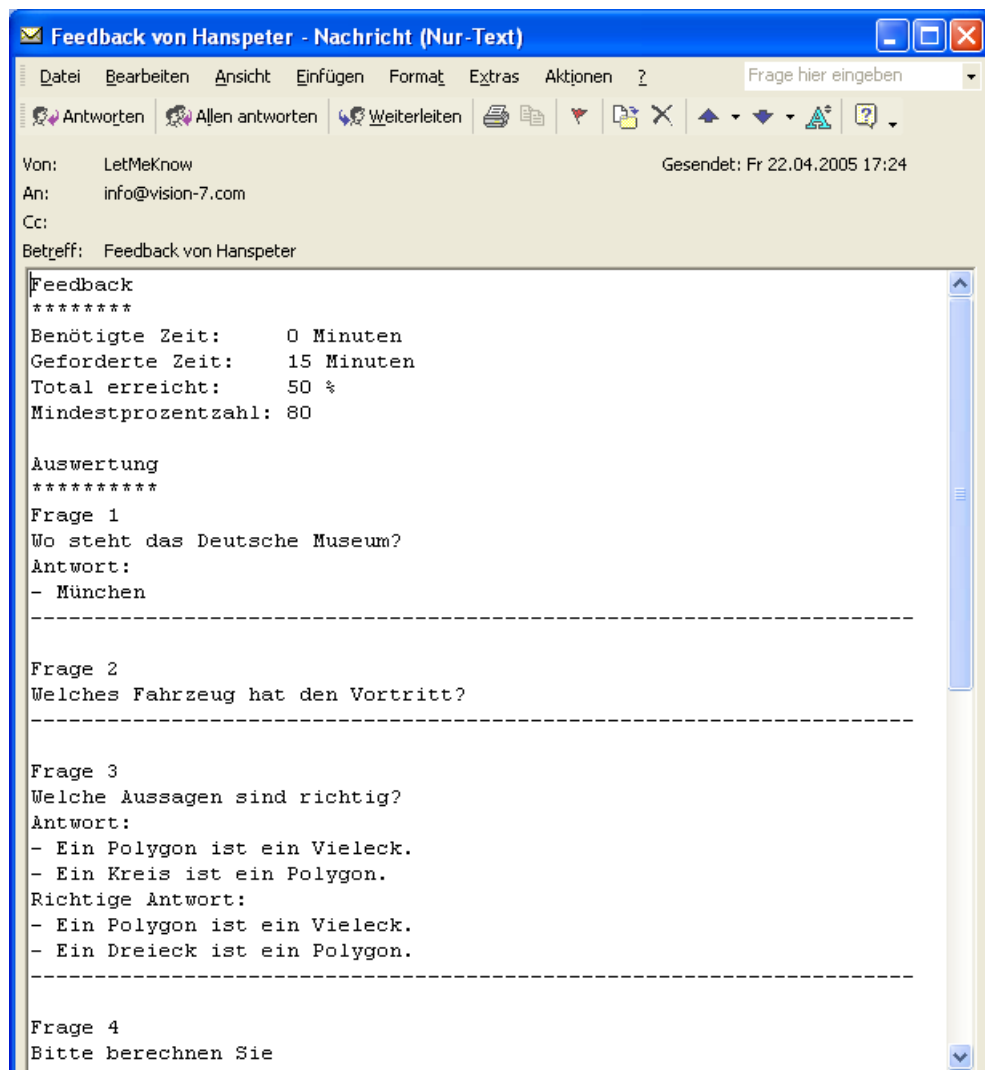 Feedback von Hanspeter - Nachricht (Nur-Text)
Datei Bearbeiten Ansicht Einfügen Format Extras Aktionen ? Frage hier eingeben
Antworten Allen antworten Weiterleiten
Von: LetMeKnow Gesendet: Fr 22.04.2005 17:24
An: info@vision-7.com
Cc:
Betreff: Feedback von Hanspeter
Feedback
********
Benötigte Zeit: 0 Minuten
Geforderte Zeit: 15 Minuten
Total erreicht: 50 %
Mindestprozentzahl: 80
Auswertung
**********
Frage 1
Wo steht das Deutsche Museum?
Antwort:
- München
--------------------------------------------------------------------
Frage 2
Welches Fahrzeug hat den Vortritt?
--------------------------------------------------------------------
Frage 3
Welche Aussagen sind richtig?
Antwort:
- Ein Polygon ist ein Vieleck.
- Ein Kreis ist ein Polygon.
Richtige Antwort:
- Ein Polygon ist ein Vieleck.
- Ein Dreieck ist ein Polygon.
--------------------------------------------------------------------
Frage 4
Bitte berechnen Sie